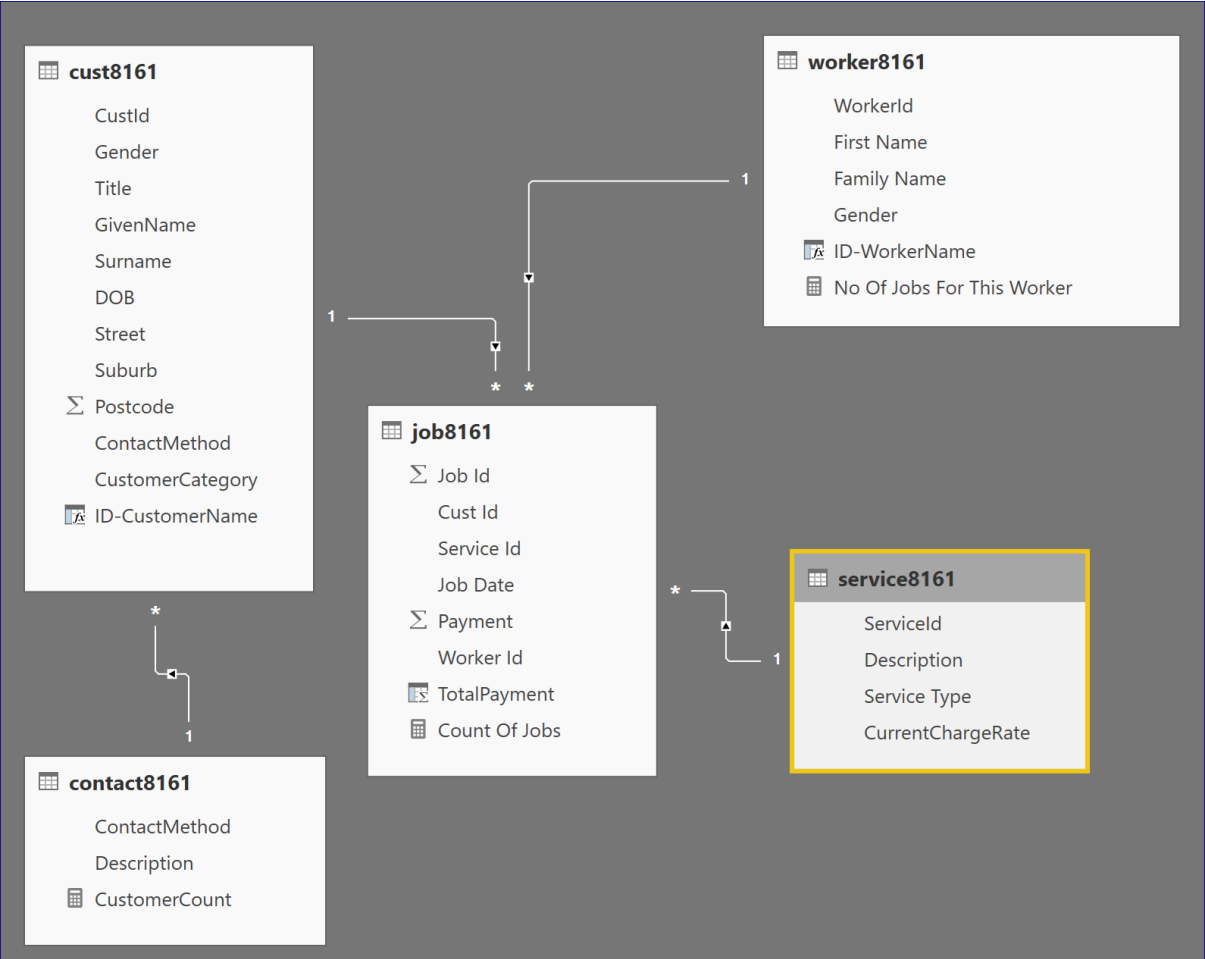 cust8161
CustId
Gender
Title
GivenName
Surname
DOB
Street
Suburb
Postcode
ContactMethod
CustomerCategory
ID-CustomerName
worker8161
WorkerId
First Name
Family Name
Gender
ID-WorkerName
No Of Jobs For This Worker
1
1
*
*
job8161
Job Id
Cust Id
Service Id
Job Date
Payment
Worker Id
TotalPayment
Count Of Jobs
*
1
service8161
ServiceId
Description
Service Type
CurrentChargeRate
*
1
contact8161
ContactMethod
Description
CustomerCount